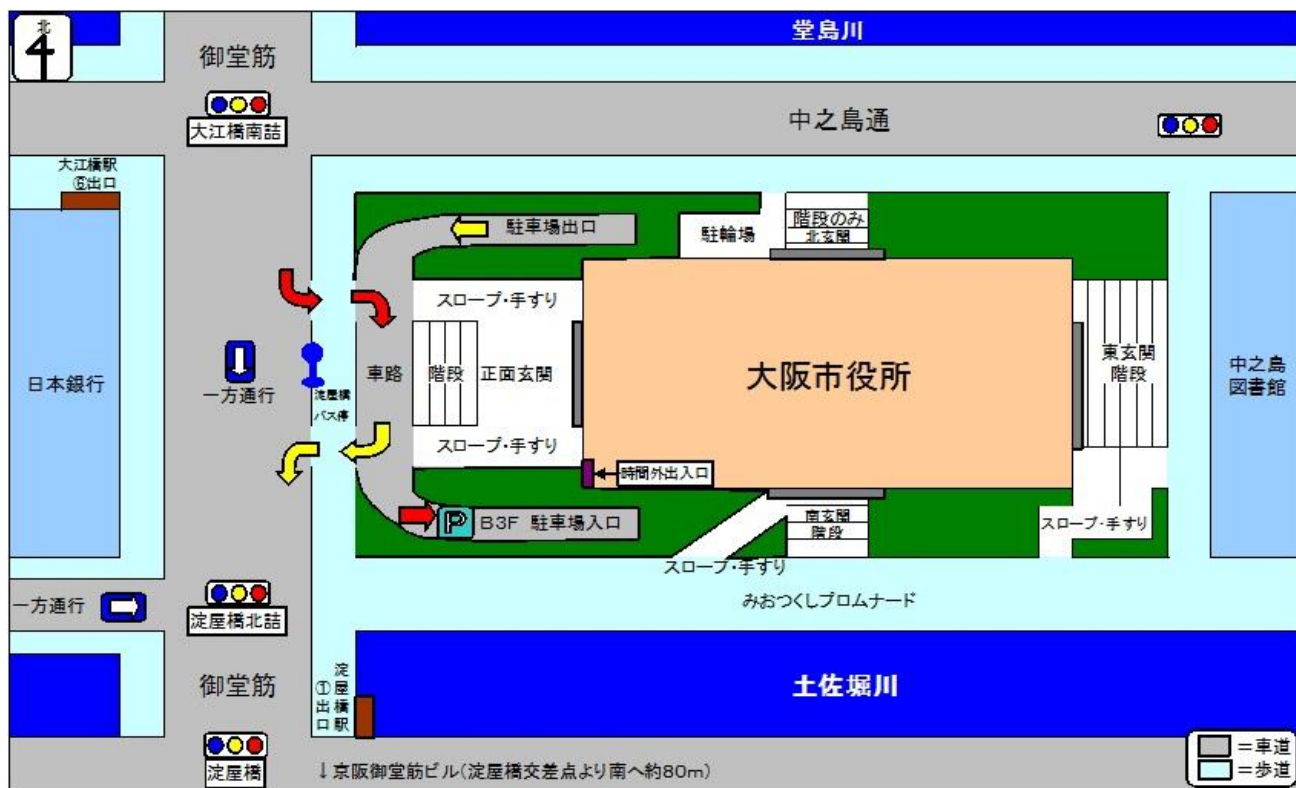 北
堂島川
御堂筋
大江橋南詰
中之島通
大江橋駅
⑥出口
駐車場出口
駐輪場
階段のみ
北玄関
スロープ・手すり
日本銀行
一方通行
淀屋橋
バス停
車路
階段
正面玄関
大阪市役所
東玄関
階段
中之島
図書館
スロープ・手すり
時間外出入口
P
B3F 駐車場入口
南玄関
階段
スロープ・手すり
スロープ・手すり
みおつくしプロムナード
一方通行
淀屋橋北詰
御堂筋
淀屋橋駅
①出口
土佐堀川
淀屋橋
↓京阪御堂筋ビル(淀屋橋交差点より南へ約80m)
=車道
=歩道